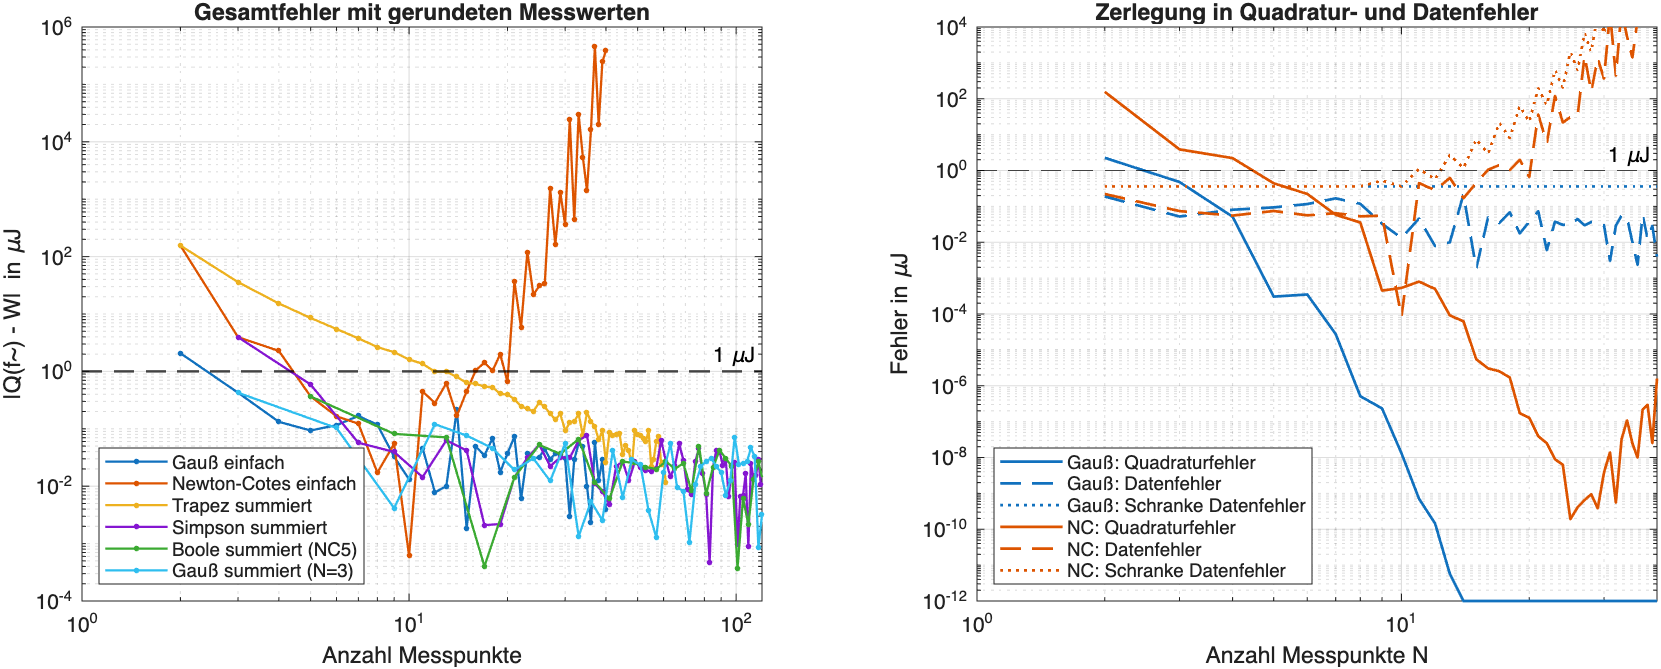 Gesamtfehler mit gerundeten Messwerten
|Q(f~) - W| in μJ
10^6
10^4
10^2
10^0
10^-2
10^-4
1 μJ
Gauß einfach
Newton-Cotes einfach
Trapez summiert
Simpson summiert
Boole summiert (NC5)
Gauß summiert (N=3)
10^0
10^1
10^2
Anzahl Messpunkte
Zerlegung in Quadratur- und Datenfehler
Fehler in μJ
10^4
10^2
10^0
10^-2
10^-4
10^-6
10^-8
10^-10
10^-12
1 μJ
Gauß: Quadraturfehler
Gauß: Datenfehler
Gauß: Schranke Datenfehler
NC: Quadraturfehler
NC: Datenfehler
NC: Schranke Datenfehler
10^0
10^1
Anzahl Messpunkte N